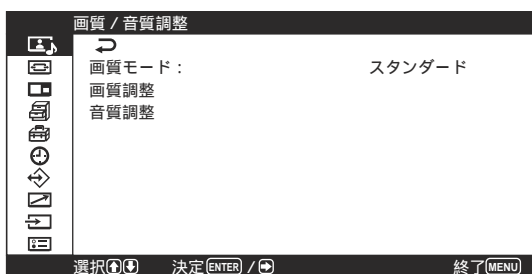 画質 / 音質調整
画質モード : スタンダード
画質調整
音質調整
選択 決定 ENTER / 終了 MENU